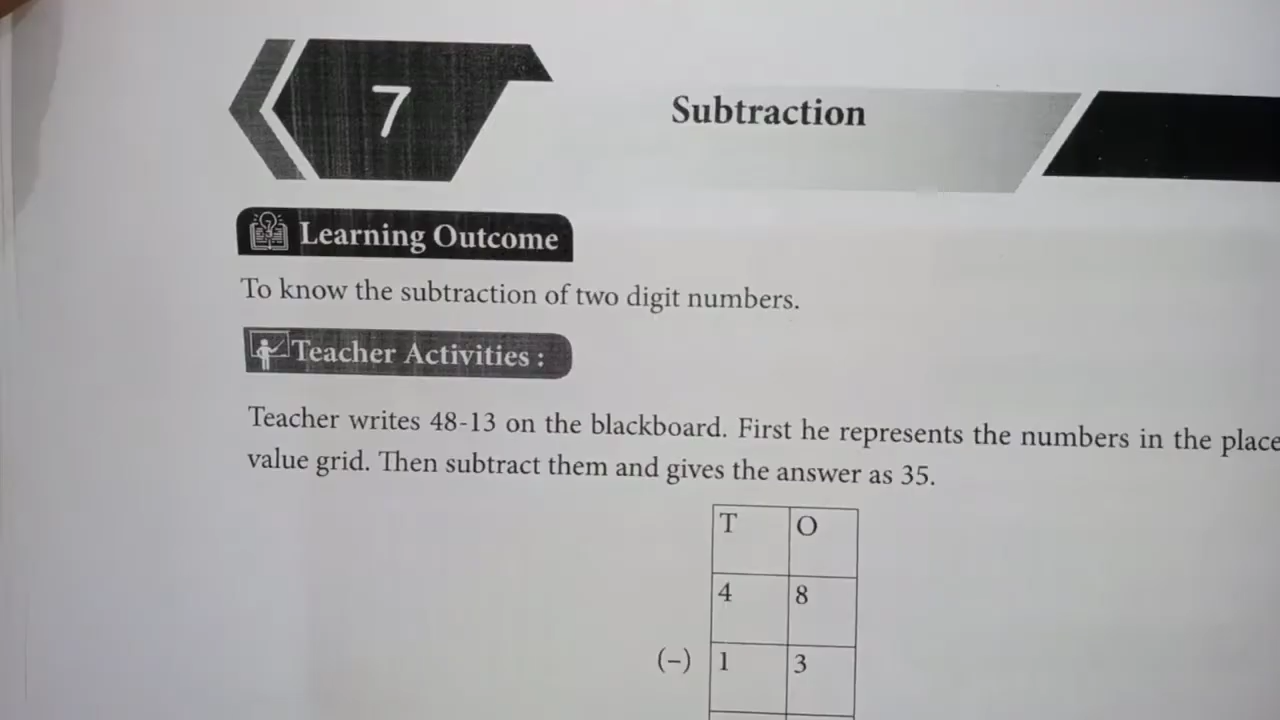 7
Subtraction
Learning Outcome
To know the subtraction of two digit numbers.
Teacher Activities :
Teacher writes 48-13 on the blackboard. First he represents the numbers in the place
value grid. Then subtract them and gives the answer as 35.
T O
4 8
(–) 1 3